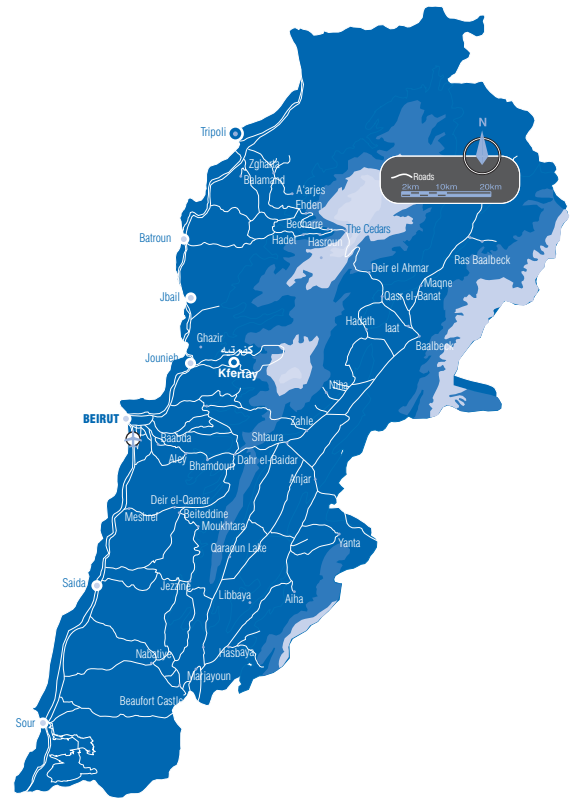 N
Roads
2km 10km 20km
Tripoli
Zgharta
Balamand
A'arjes
Ehden
Becharre
The Cedars
Batroun
Hadet
Hasroun
Ras Baalbeck
Deir el Ahmar
Maqne
Qasr el-Banat
Jbail
Hadath
Iaat
Ghazir
Baalbeck
كفرتيه
Jounieh
Kfertay
Niha
BEIRUT
Zahle
Baabda
Shtaura
Aley
Bhamdoun
Dahr el-Baidar
Anjar
Deir el-Qamar
Meshref
Beiteddine
Moukhtara
Qaraoun Lake
Yanta
Saida
Jezzine
Libbaya
Aiha
Nabatiye
Hasbaya
Marjayoun
Beaufort Castle
Sour